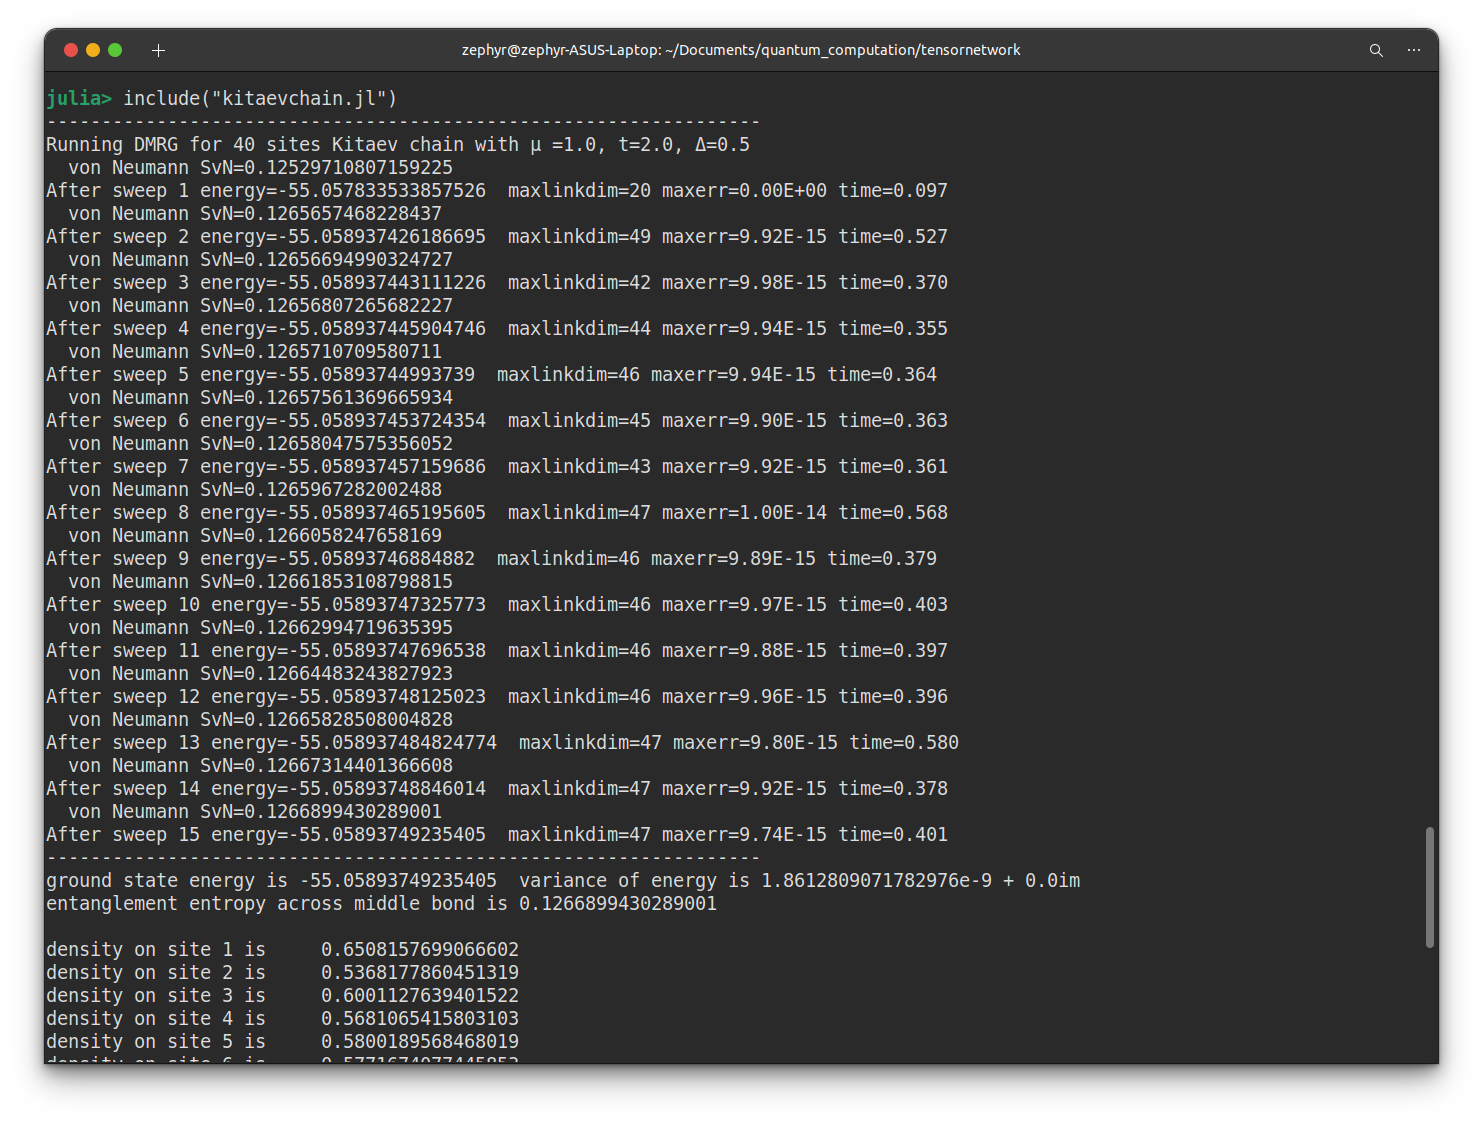 zephyr@zephyr-ASUS-Laptop: ~/Documents/quantum_computation/tensornetwork
julia> include("kitaevchain.jl")
-----------------------------------------------------------------
Running DMRG for 40 sites Kitaev chain with μ =1.0, t=2.0, Δ=0.5
  von Neumann SvN=0.12529710807159225
After sweep 1 energy=-55.057833533857526  maxlinkdim=20 maxerr=0.00E+00 time=0.097
  von Neumann SvN=0.1265657468228437
After sweep 2 energy=-55.058937426186695  maxlinkdim=49 maxerr=9.92E-15 time=0.527
  von Neumann SvN=0.12656694990324727
After sweep 3 energy=-55.058937443111226  maxlinkdim=42 maxerr=9.98E-15 time=0.370
  von Neumann SvN=0.12656807265682227
After sweep 4 energy=-55.058937445904746  maxlinkdim=44 maxerr=9.94E-15 time=0.355
  von Neumann SvN=0.1265710709580711
After sweep 5 energy=-55.05893744993739  maxlinkdim=46 maxerr=9.94E-15 time=0.364
  von Neumann SvN=0.12657561369665934
After sweep 6 energy=-55.058937453724354  maxlinkdim=45 maxerr=9.90E-15 time=0.363
  von Neumann SvN=0.12658047575356052
After sweep 7 energy=-55.058937457159686  maxlinkdim=43 maxerr=9.92E-15 time=0.361
  von Neumann SvN=0.12659672820002488
After sweep 8 energy=-55.058937465195605  maxlinkdim=47 maxerr=1.00E-14 time=0.568
  von Neumann SvN=0.1266058247658169
After sweep 9 energy=-55.05893746884882  maxlinkdim=46 maxerr=9.89E-15 time=0.379
  von Neumann SvN=0.12661853108798815
After sweep 10 energy=-55.05893747325773  maxlinkdim=46 maxerr=9.97E-15 time=0.403
  von Neumann SvN=0.12662994719635395
After sweep 11 energy=-55.05893747696538  maxlinkdim=46 maxerr=9.88E-15 time=0.397
  von Neumann SvN=0.12664483243827923
After sweep 12 energy=-55.05893748125023  maxlinkdim=46 maxerr=9.96E-15 time=0.396
  von Neumann SvN=0.12665828508004828
After sweep 13 energy=-55.058937484824774  maxlinkdim=47 maxerr=9.80E-15 time=0.580
  von Neumann SvN=0.12667314401366608
After sweep 14 energy=-55.05893748846014  maxlinkdim=47 maxerr=9.92E-15 time=0.378
  von Neumann SvN=0.1266899430289001
After sweep 15 energy=-55.05893749235405  maxlinkdim=47 maxerr=9.74E-15 time=0.401
-----------------------------------------------------------------
ground state energy is -55.05893749235405  variance of energy is 1.8612809071782976e-9 + 0.0im
entanglement entropy across middle bond is 0.1266899430289001
density on site 1 is     0.6508157699066602
density on site 2 is     0.5368177860451319
density on site 3 is     0.6001127639401522
density on site 4 is     0.5681065415803103
density on site 5 is     0.5800189568468019
density on site 6 is